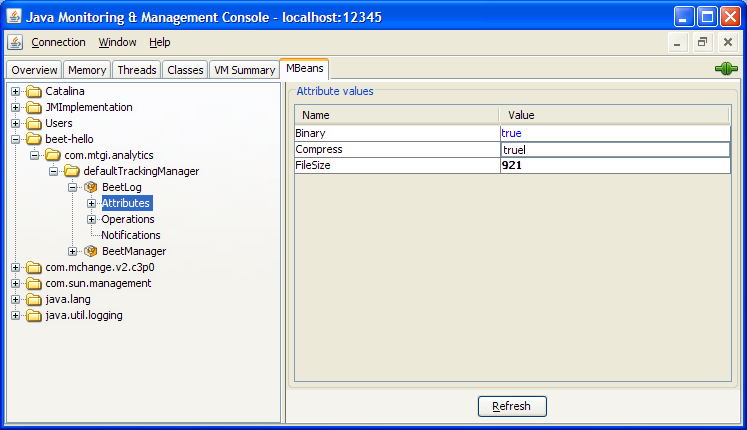 Java Monitoring & Management Console - localhost:12345
Connection Window Help
Overview Memory Threads Classes VM Summary MBeans
Catalina
JMImplementation
Users
beet-hello
com.mtgi.analytics
defaultTrackingManager
BeetLog
Attributes
Operations
Notifications
BeetManager
com.mchange.v2.c3p0
com.sun.management
java.lang
java.util.logging
Attribute values
Name Value
Binary true
Compress true
FileSize 921
Refresh